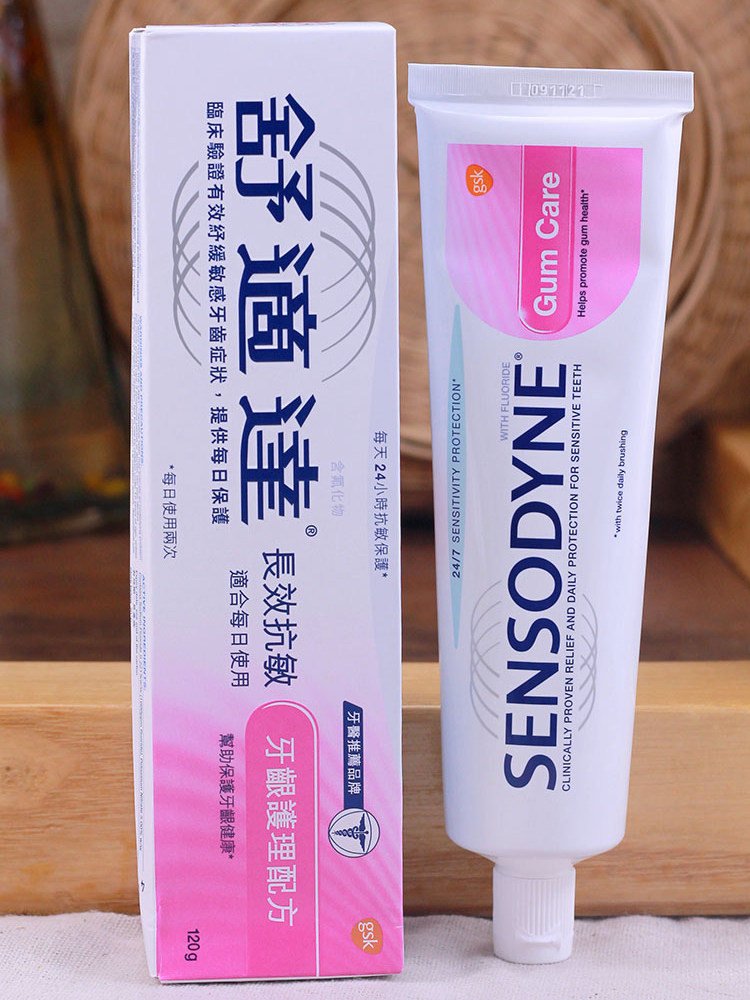 舒適達®
臨床驗證有效紓緩敏感牙齒症狀，提供每日保護
每天24小時抗敏保護*
含氟化物
*每日使用兩次
長效抗敏
適合每日使用
牙醫推薦品牌
牙齦護理配方
幫助保護牙齦健康*
gsk
120g
ACTIVE INGREDIENTS:
091121
gsk
Gum Care
Helps promote gum health*
24/7 SENSITIVITY PROTECTION*
WITH FLUORIDE
SENSODYNE®
CLINICALLY PROVEN RELIEF AND DAILY PROTECTION FOR SENSITIVE TEETH
*with twice daily brushing